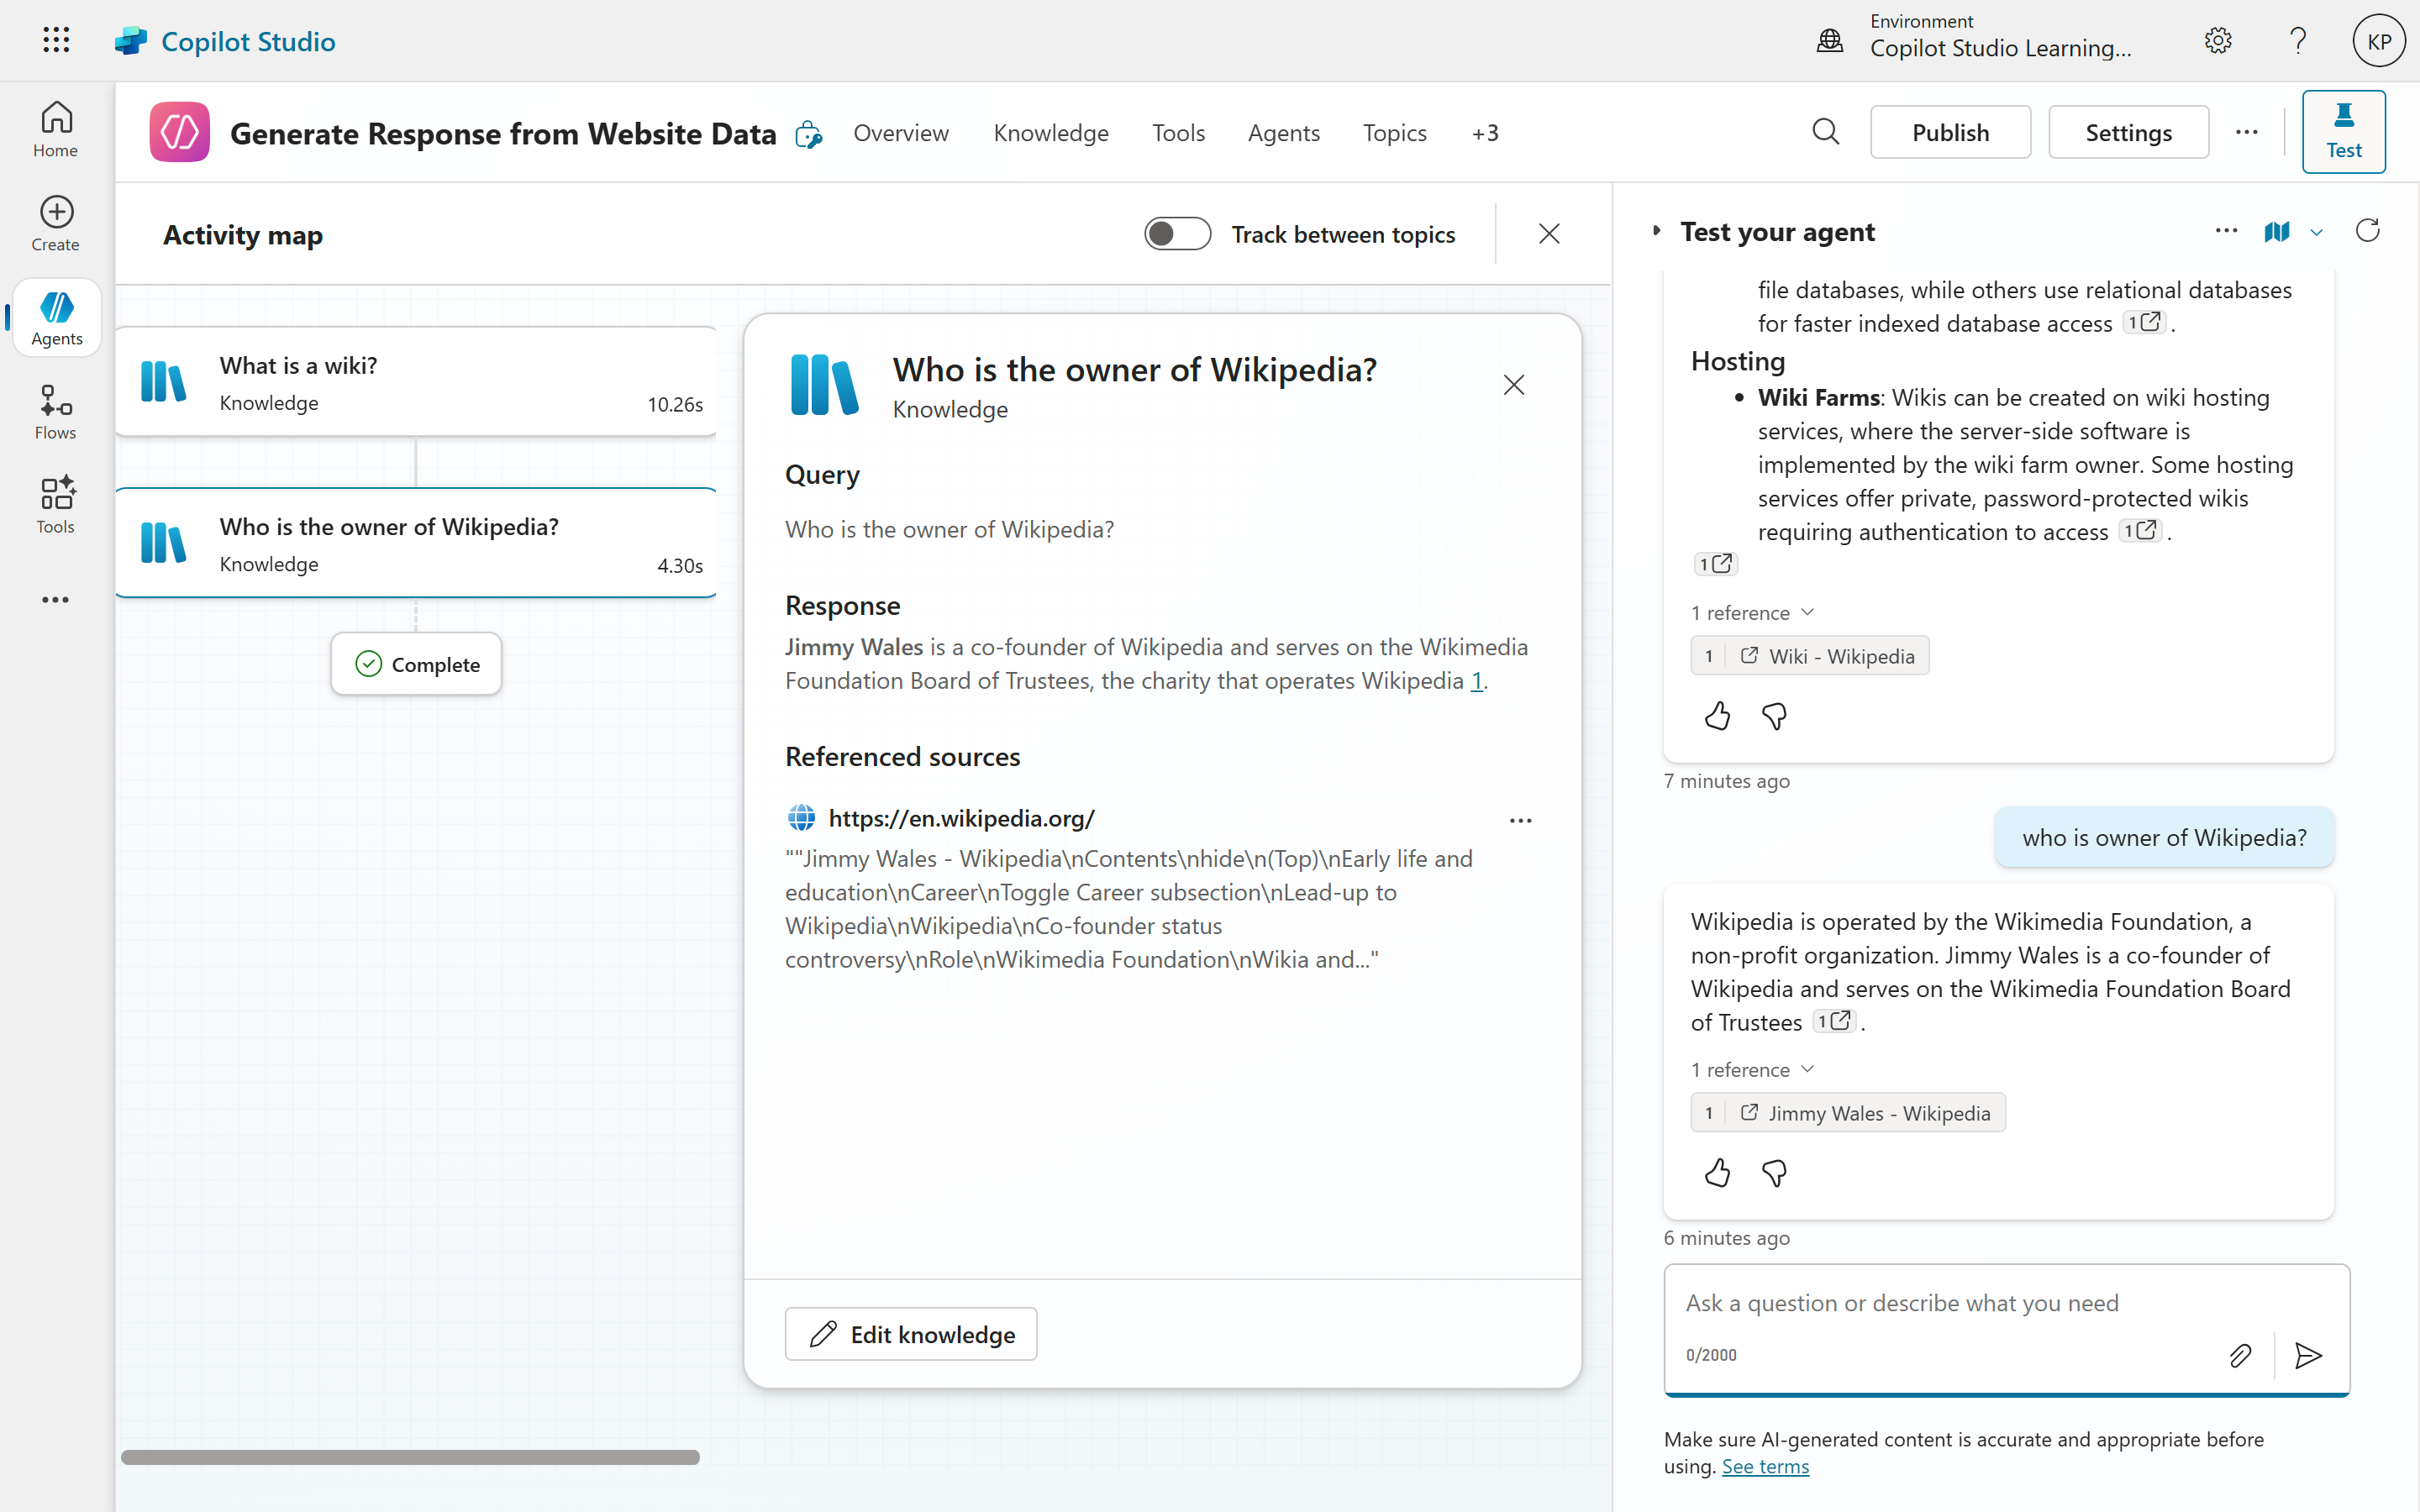 Copilot Studio
Environment
Copilot Studio Learning...
KP
Home
Create
Agents
Flows
Tools
Generate Response from Website Data
Overview
Knowledge
Tools
Agents
Topics
+3
Publish
Settings
Test
Activity map
Track between topics
What is a wiki?
Knowledge
10.26s
Who is the owner of Wikipedia?
Knowledge
4.30s
Complete
Who is the owner of Wikipedia?
Knowledge
Query
Who is the owner of Wikipedia?
Response
Jimmy Wales is a co-founder of Wikipedia and serves on the Wikimedia
Foundation Board of Trustees, the charity that operates Wikipedia 1.
Referenced sources
https://en.wikipedia.org/
""Jimmy Wales - Wikipedia\nContents\nhide\n(Top)\nEarly life and
education\nCareer\nToggle Career subsection\nLead-up to
Wikipedia\nWikipedia\nCo-founder status
controversy\nRole\nWikimedia Foundation\nWikia and..."
Edit knowledge
Test your agent
file databases, while others use relational databases
for faster indexed database access 1 .
Hosting
• Wiki Farms: Wikis can be created on wiki hosting
services, where the server-side software is
implemented by the wiki farm owner. Some hosting
services offer private, password-protected wikis
requiring authentication to access 1 .
1
1 reference
1 Wiki - Wikipedia
7 minutes ago
who is owner of Wikipedia?
Wikipedia is operated by the Wikimedia Foundation, a
non-profit organization. Jimmy Wales is a co-founder of
Wikipedia and serves on the Wikimedia Foundation Board
of Trustees 1 .
1 reference
1 Jimmy Wales - Wikipedia
6 minutes ago
Ask a question or describe what you need
0/2000
Make sure AI-generated content is accurate and appropriate before
using. See terms